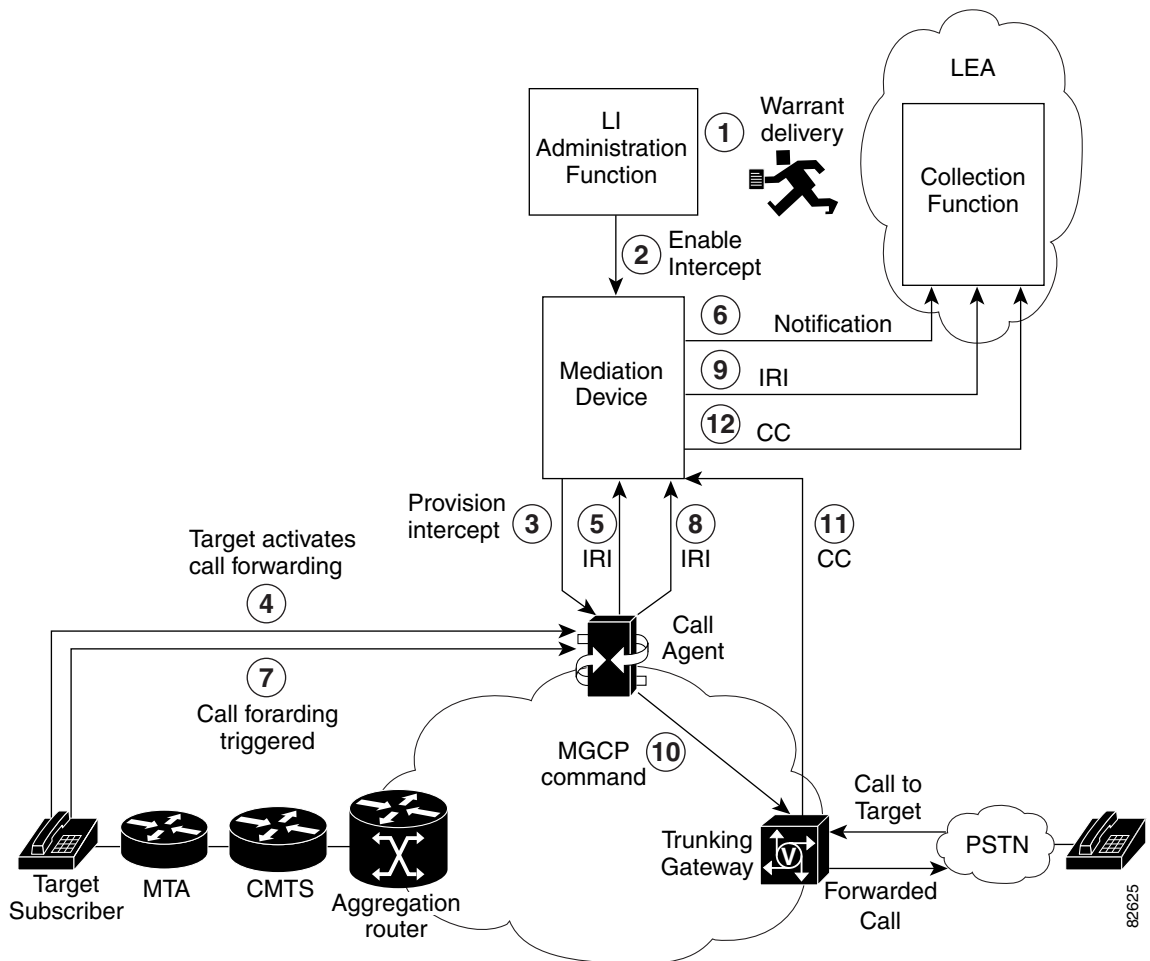 LEA
LI
Administration
Function
1
Warrant
delivery
Collection
Function
2
Enable
Intercept
Mediation
Device
6
Notification
9
IRI
12
CC
Provision
intercept
3
5
IRI
8
IRI
11
CC
Target activates
call forwarding
4
7
Call forarding
triggered
Call
Agent
MGCP
command
10
Call to
Target
Trunking
Gateway
V
PSTN
Forwarded
Call
Target
Subscriber
MTA
CMTS
Aggregation
router
82625